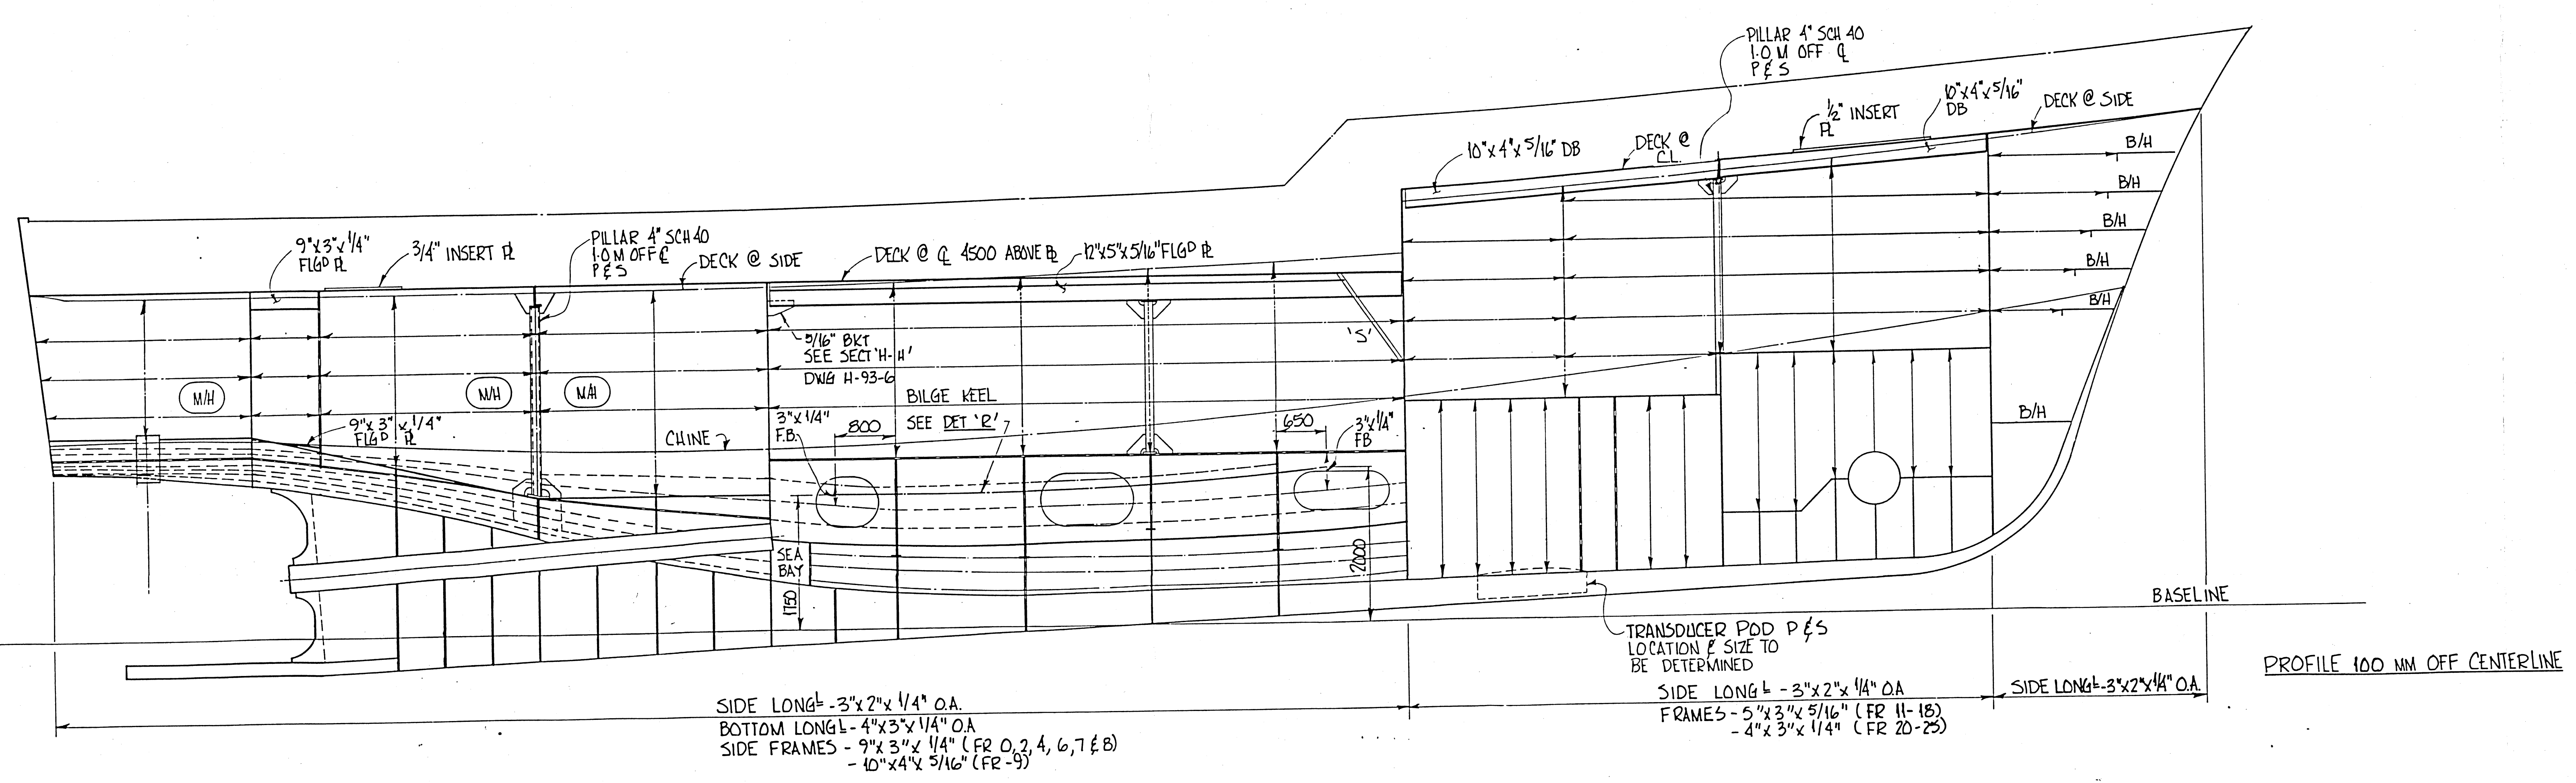 PILLAR 4" SCH 40
1.0 M OFF ℄
P & S
10"x4"x5/16"
DB
DECK @ SIDE
1/2" INSERT
PL
DECK @
C.L.
10"x4"x5/16" DB
B/H
B/H
B/H
B/H
B/H
B/H
9"x3"x1/4"
FLGD PL
3/4" INSERT PL
PILLAR 4" SCH 40
1.0 M OFF ℄
P & S
DECK @ SIDE
DECK @ ℄ 4500 ABOVE BL
12"x5"x5/16" FLGD PL
'S'
5/16" BKT
SEE SECT 'H-H'
DWG H-93-6
M/H
M/H
M/H
9"x3"x1/4"
FLGD PL
CHINE
3"x1/4"
F.B.
800
BILGE KEEL
SEE DET 'R'
650
3"x1/4"
FB
SEA
BAY
1750
2000
BASELINE
TRANSDUCER POD P & S
LOCATION & SIZE TO
BE DETERMINED
PROFILE 100 MM OFF CENTERLINE
SIDE LONGL - 3"x2"x1/4" O.A.
BOTTOM LONGL - 4"x3"x1/4" O.A
SIDE FRAMES - 9"x3"x1/4" (FR 0,2,4,6,7 & 8)
- 10"x4"x5/16" (FR-9)
SIDE LONGL - 3"x2"x1/4" O.A
FRAMES - 5"x3"x5/16" (FR 11-18)
- 4"x3"x1/4" (FR 20-25)
SIDE LONGL - 3"x2"x1/4" O.A.